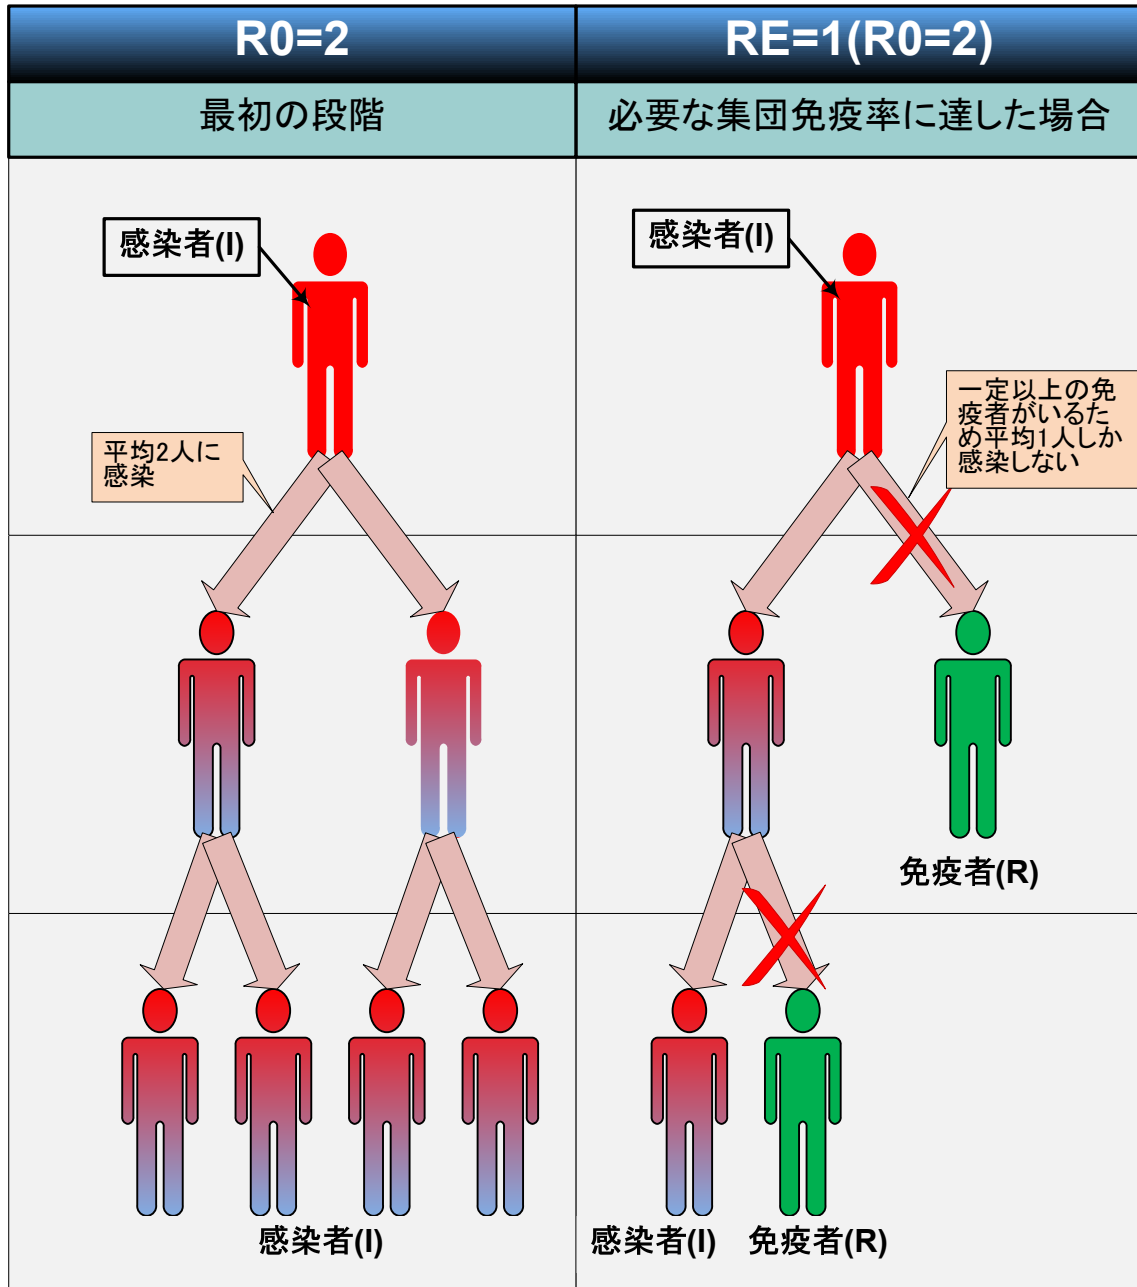 R0=2
RE=1(R0=2)
最初の段階
必要な集団免疫率に達した場合
感染者(I)
感染者(I)
平均2人に
感染
一定以上の免
疫者がいるた
め平均1人しか
感染しない
免疫者(R)
感染者(I)
感染者(I)
免疫者(R)